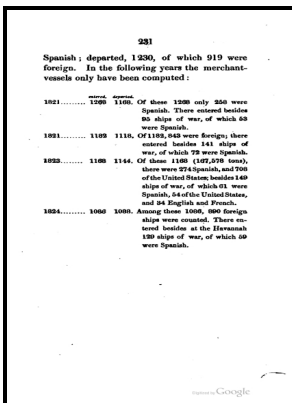 231
Spanish ; departed, 1230, of which 919 were
foreign. In the following years the merchant-
vessels only have been computed :
entered. departed.
1821......... 1268 1168. Of these 1268 only 258 were
Spanish. There entered besides
95 ships of war, of which 53
were Spanish.
1821......... 1182 1118. Of 1182, 843 were foreign; there
entered besides 141 ships of
war, of which 72 were Spanish.
1823......... 1168 1144. Of these 1168 (167,578 tons),
there were 274 Spanish, and 708
of the United States; besides 149
ships of war, of which 61 were
Spanish, 54 of the United States,
and 34 English and French.
1824......... 1086 1088. Among these 1086, 890 foreign
ships were counted. There en-
tered besides at the Havannah
129 ships of war, of which 59
were Spanish.
Digitized by Google